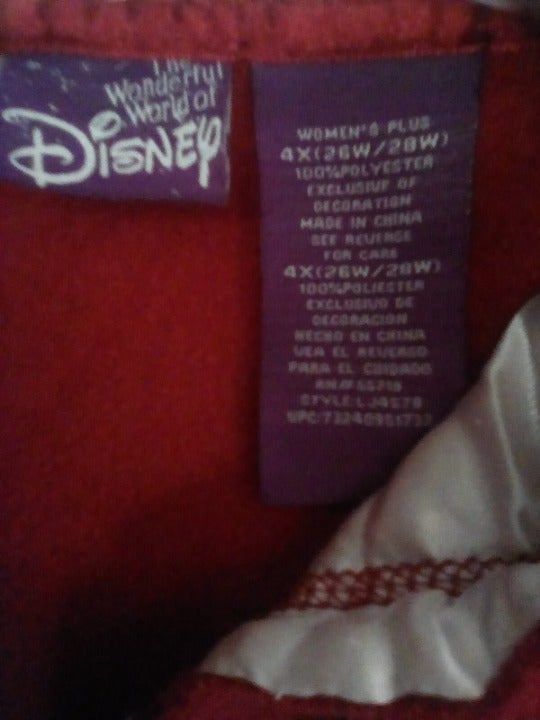 The
Wonderful
World of
Disney
WOMEN'S PLUS
4X(26W/28W)
100%POLYESTER
EXCLUSIVE OF
DECORATION
MADE IN CHINA
SEE REVERSE
FOR CARE
4X(26W/28W)
100%POLIESTER
EXCLUSIVO DE
DECORACION
HECHO EN CHINA
VEA EL REVERSO
PARA EL CUIDADO
STYLE:LJ4578